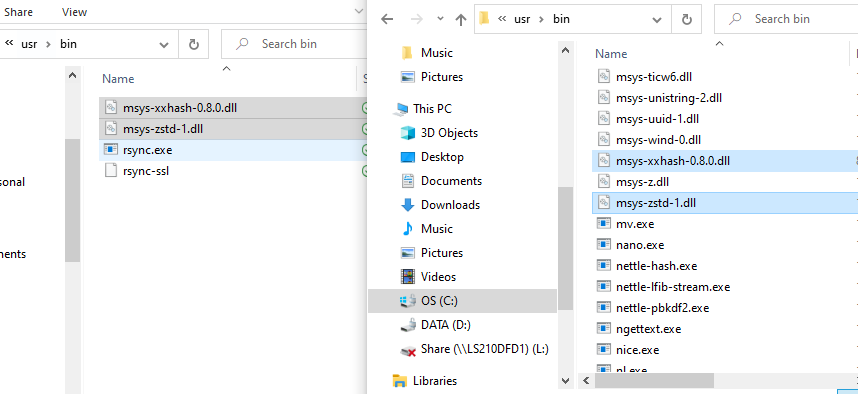 Share
View
usr
bin
Search bin
Name
S
msys-xxhash-0.8.0.dll
msys-zstd-1.dll
rsync.exe
rsync-ssl
sonal
ments
usr
bin
Search bin
Music
Pictures
This PC
3D Objects
Desktop
Documents
Downloads
Music
Pictures
Videos
OS (C:)
DATA (D:)
Share (\\LS210DFD1) (L:)
Libraries
Name
msys-ticw6.dll
msys-unistring-2.dll
msys-uuid-1.dll
msys-wind-0.dll
msys-xxhash-0.8.0.dll
msys-z.dll
msys-zstd-1.dll
mv.exe
nano.exe
nettle-hash.exe
nettle-lfib-stream.exe
nettle-pbkdf2.exe
ngettext.exe
nice.exe
nl.exe